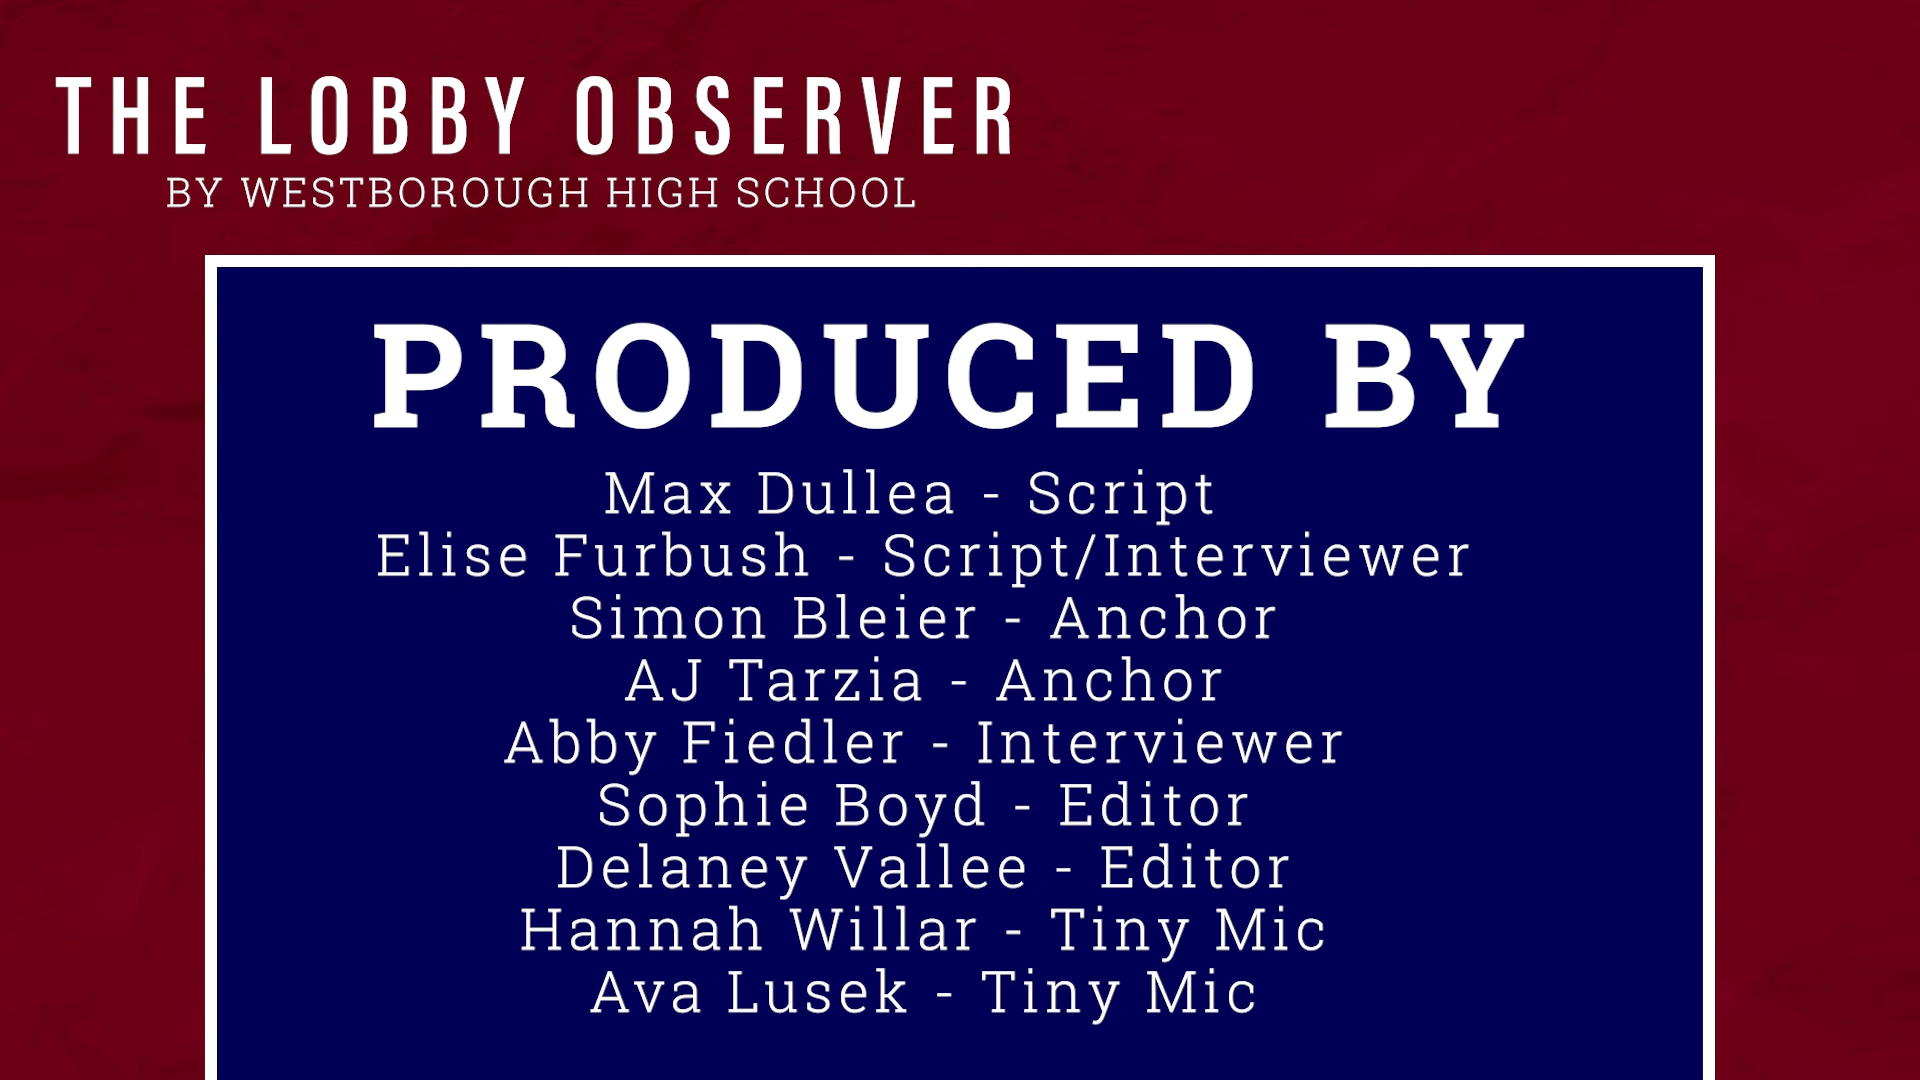 THE LOBBY OBSERVER
BY WESTBOROUGH HIGH SCHOOL
PRODUCED BY
Max Dullea - Script
Elise Furbush - Script/Interviewer
Simon Bleier - Anchor
AJ Tarzia - Anchor
Abby Fiedler - Interviewer
Sophie Boyd - Editor
Delaney Vallee - Editor
Hannah Willar - Tiny Mic
Ava Lusek - Tiny Mic